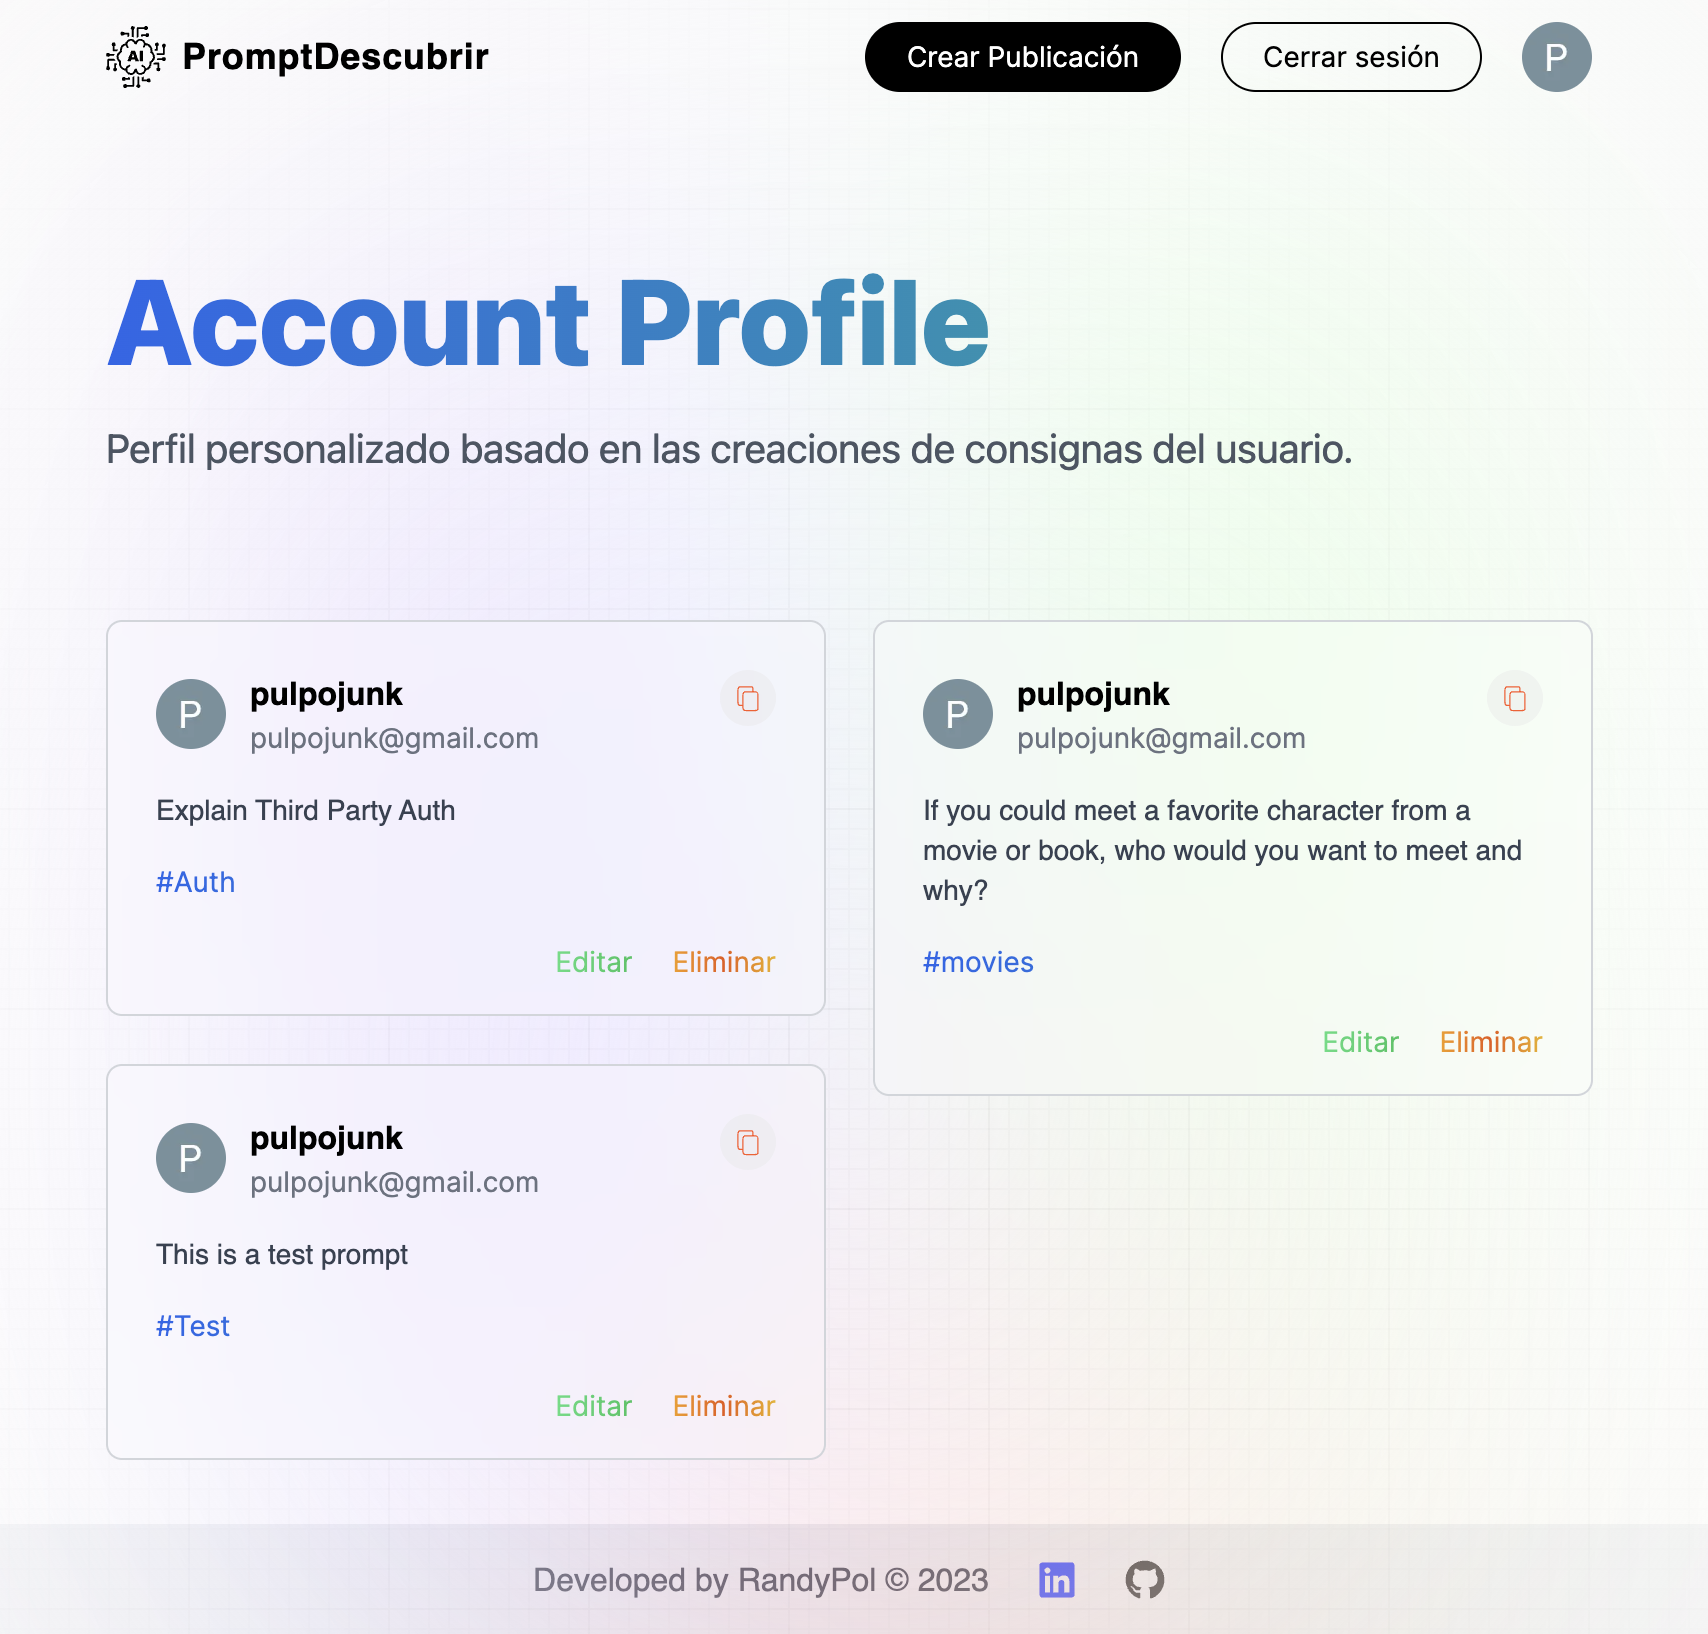 AI PromptDescubrir
Crear Publicación
Cerrar sesión
P
Account Profile
Perfil personalizado basado en las creaciones de consignas del usuario.
P
pulpojunk
pulpojunk@gmail.com
Explain Third Party Auth
#Auth
Editar Eliminar
P
pulpojunk
pulpojunk@gmail.com
If you could meet a favorite character from a
movie or book, who would you want to meet and
why?
#movies
Editar Eliminar
P
pulpojunk
pulpojunk@gmail.com
This is a test prompt
#Test
Editar Eliminar
Developed by RandyPol © 2023 in